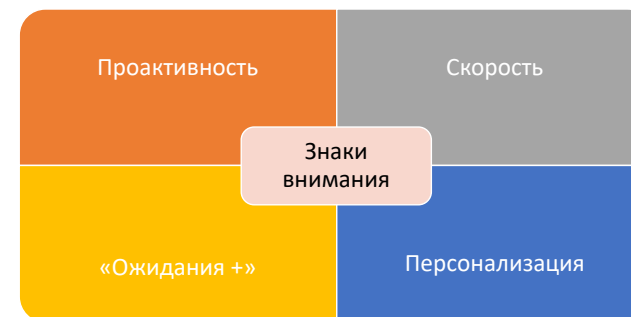 Проактивность
Скорость
Знаки
внимания
«Ожидания +»
Персонализация